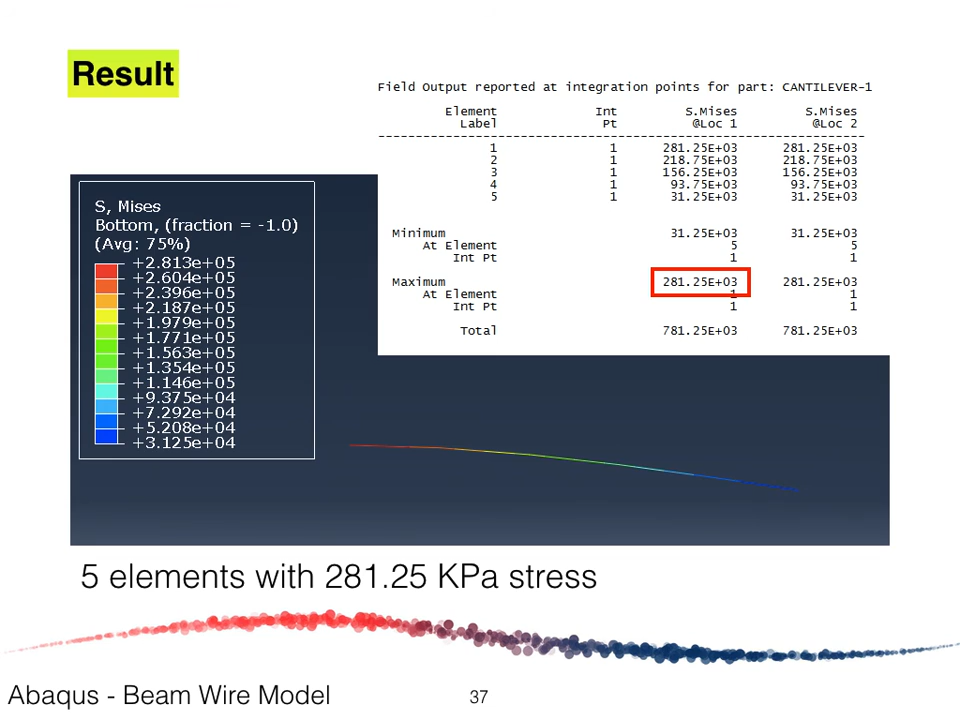 Result
Field Output reported at integration points for part: CANTILEVER-1
Element Int S.Mises S.Mises
Label Pt @Loc 1 @Loc 2
1 1 281.25E+03 281.25E+03
2 1 218.75E+03 218.75E+03
3 1 156.25E+03 156.25E+03
4 1 93.75E+03 93.75E+03
5 1 31.25E+03 31.25E+03
Minimum 31.25E+03 31.25E+03
At Element 5 5
Int Pt 1 1
Maximum 281.25E+03 281.25E+03
At Element 1 1
Int Pt 1 1
Total 781.25E+03 781.25E+03
S, Mises
Bottom, (fraction = -1.0)
(Avg: 75%)
+2.813e+05
+2.604e+05
+2.396e+05
+2.187e+05
+1.979e+05
+1.771e+05
+1.563e+05
+1.354e+05
+1.146e+05
+9.375e+04
+7.292e+04
+5.208e+04
+3.125e+04
5 elements with 281.25 KPa stress
Abaqus - Beam Wire Model
37